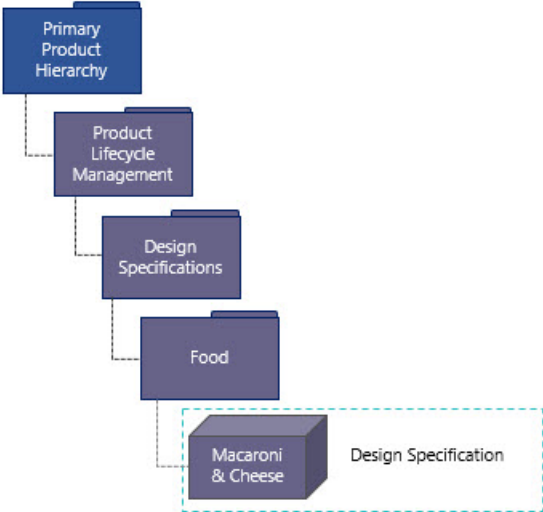 Primary
Product
Hierarchy
Product
Lifecycle
Management
Design
Specifications
Food
Macaroni
& Cheese
Design Specification